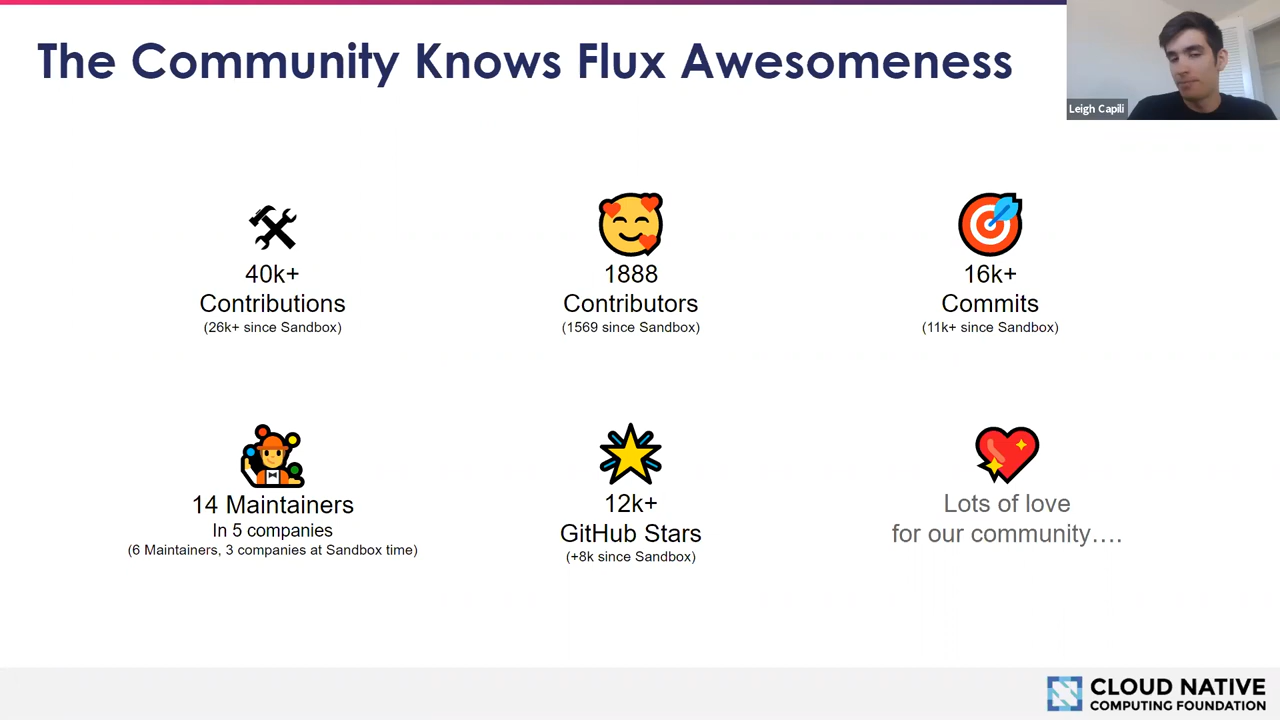 The Community Knows Flux Awesomeness
Leigh Capili
40k+
Contributions
(26k+ since Sandbox)
1888
Contributors
(1569 since Sandbox)
16k+
Commits
(11k+ since Sandbox)
14 Maintainers
In 5 companies
(6 Maintainers, 3 companies at Sandbox time)
12k+
GitHub Stars
(+8k since Sandbox)
Lots of love
for our community....
CLOUD NATIVE
COMPUTING FOUNDATION